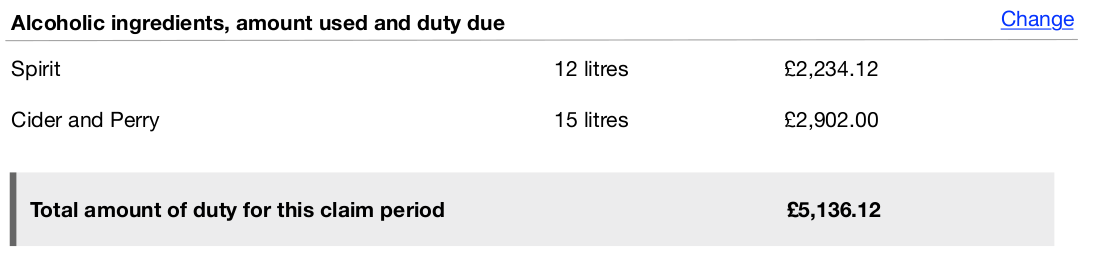 Alcoholic ingredients, amount used and duty due Change
Spirit 12 litres £2,234.12
Cider and Perry 15 litres £2,902.00
Total amount of duty for this claim period £5,136.12